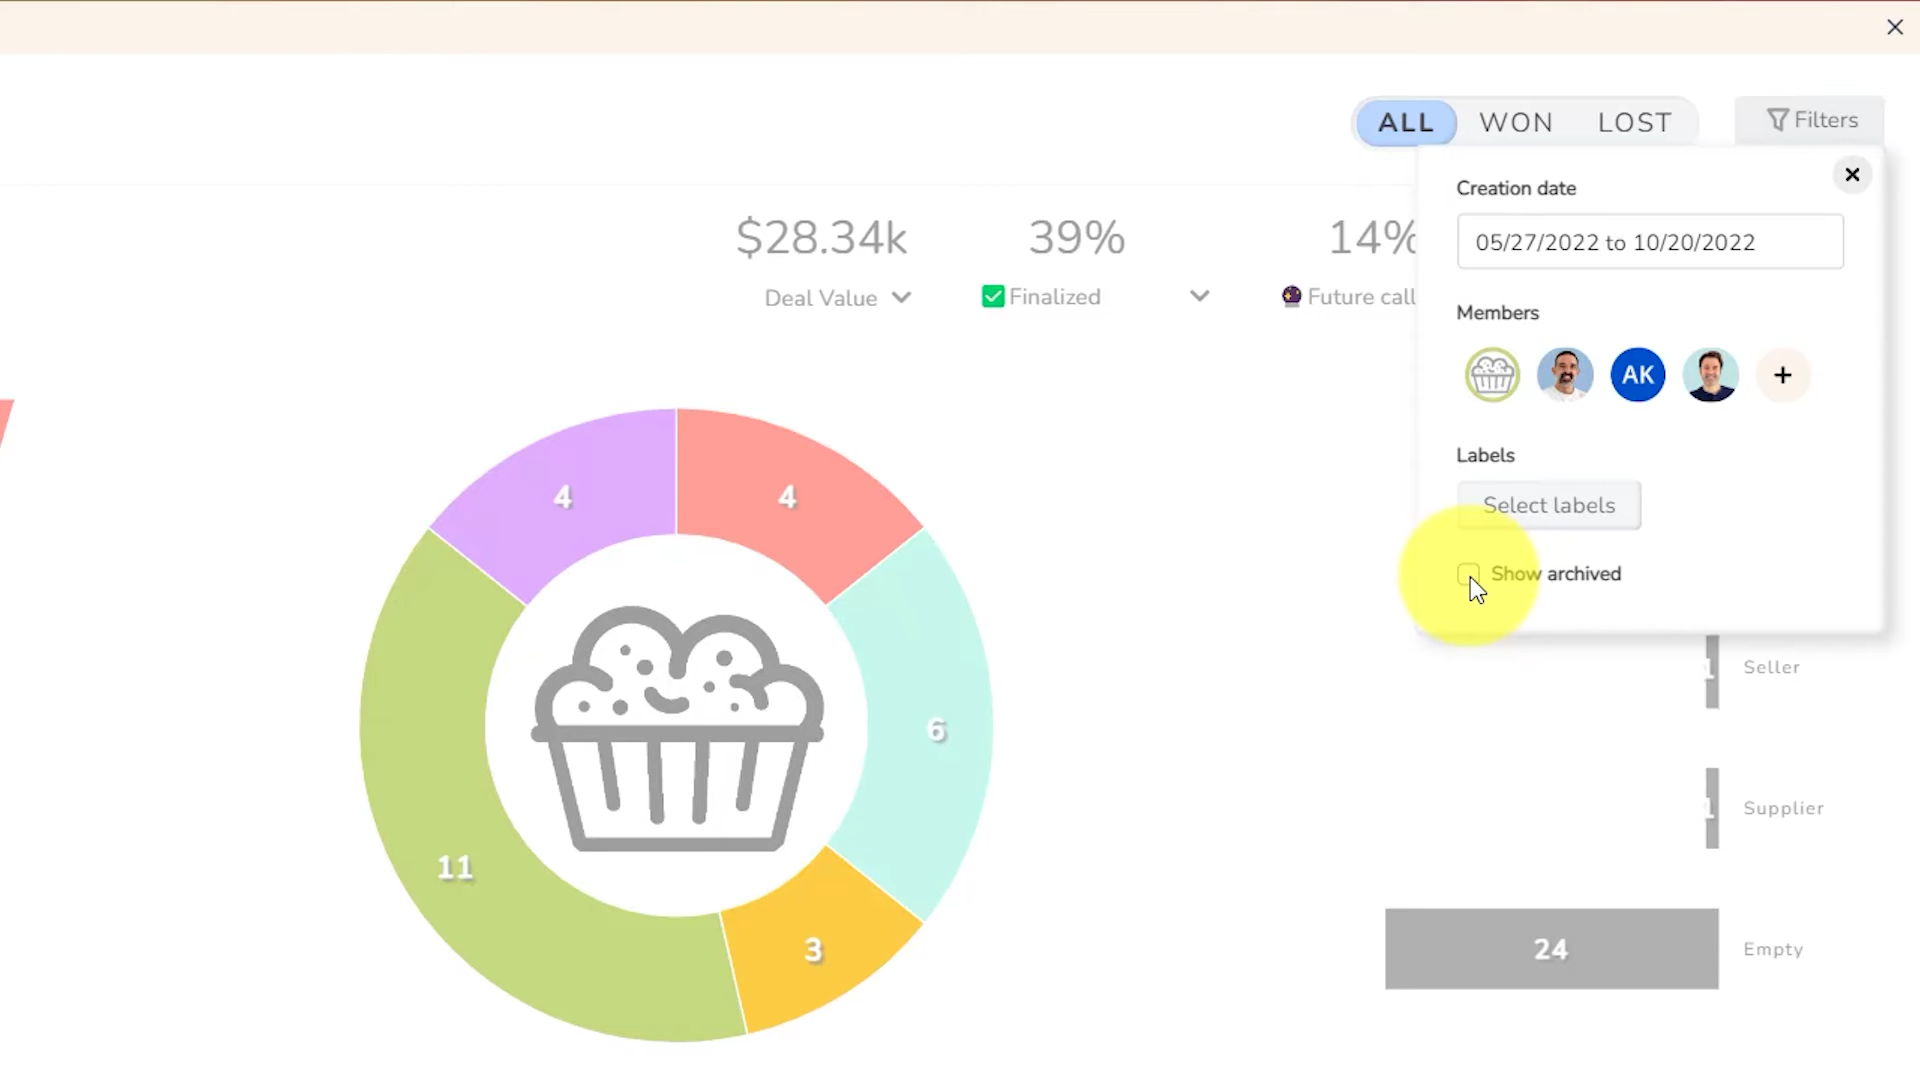 ALL WON LOST Filters
Creation date
$28.34k 39% 14%
05/27/2022 to 10/20/2022
Deal Value Finalized Future call
Members
AK +
Labels
4 4
Select labels
Show archived
1 Seller
6
1 Supplier
11
3 24 Empty